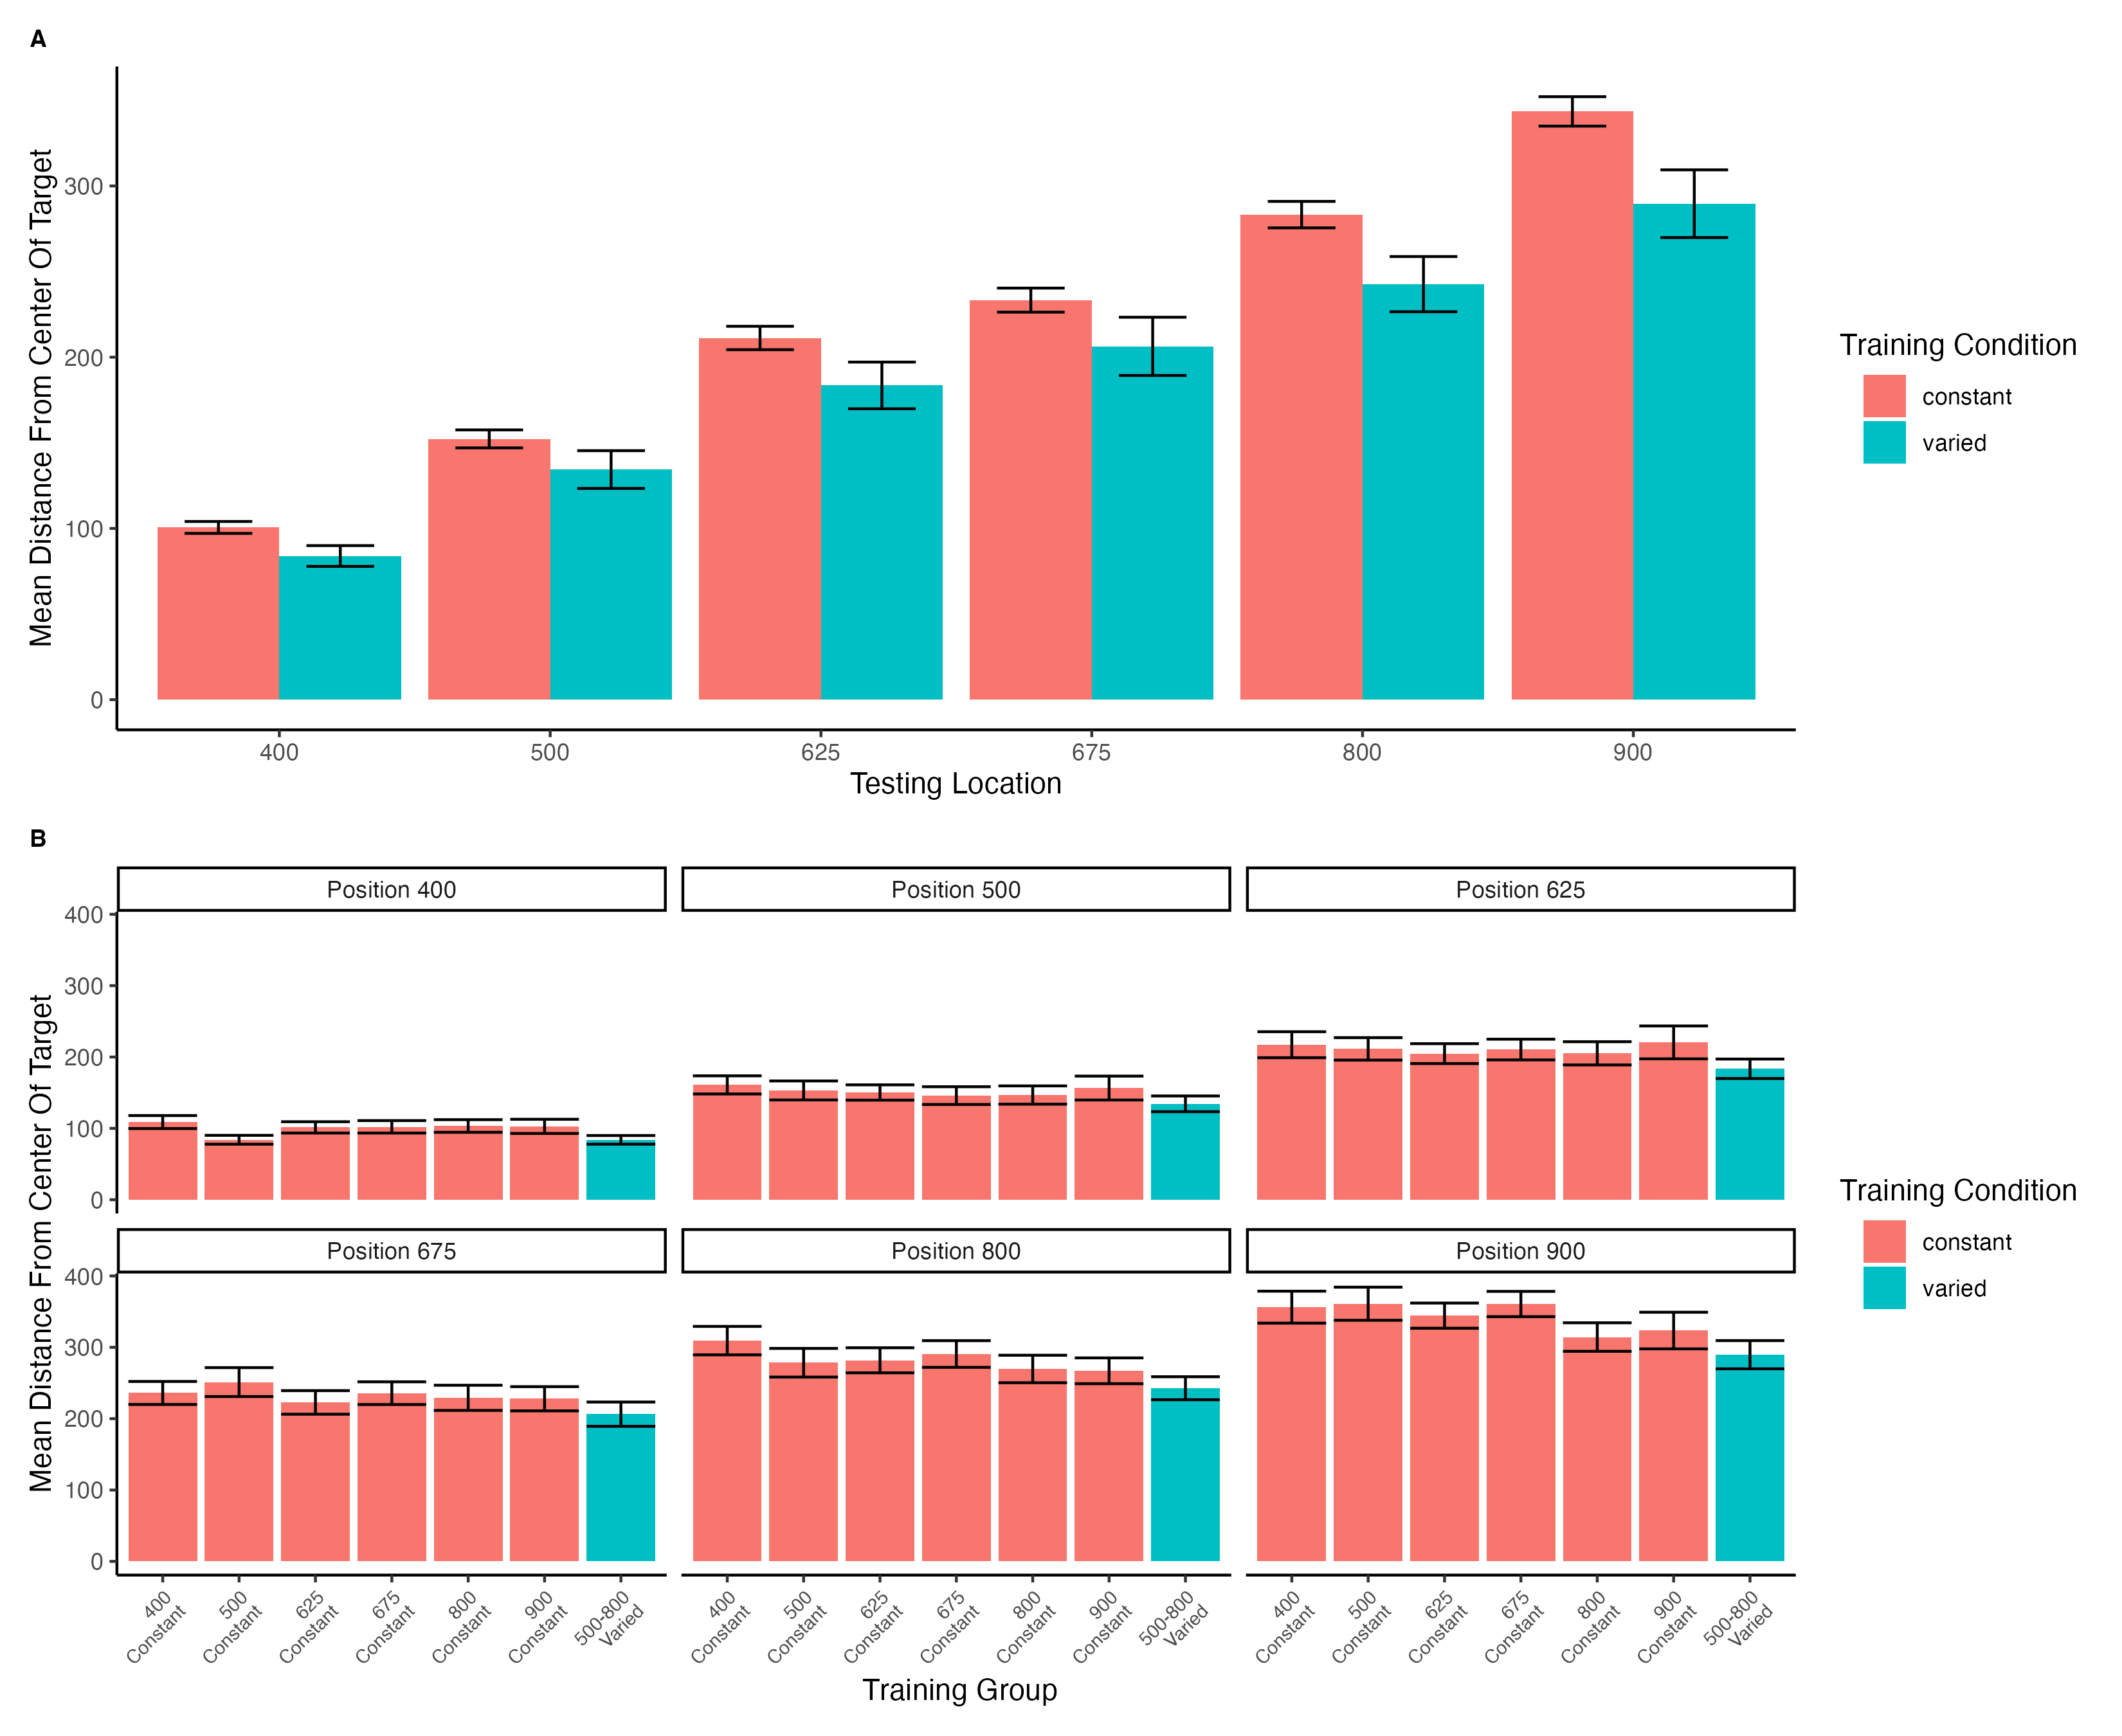 A
Mean Distance From Center Of Target
300
200
100
0
400 500 625 675 800 900
Testing Location
Training Condition
constant
varied
B
Position 400 Position 500 Position 625
400
300
200
100
0
Mean Distance From Center Of Target
Position 675 Position 800 Position 900
400
300
200
100
0
400 Constant
500 Constant
625 Constant
675 Constant
800 Constant
900 Constant
500-800 Varied
400 Constant
500 Constant
625 Constant
675 Constant
800 Constant
900 Constant
500-800 Varied
400 Constant
500 Constant
625 Constant
675 Constant
800 Constant
900 Constant
500-800 Varied
Training Group
Training Condition
constant
varied